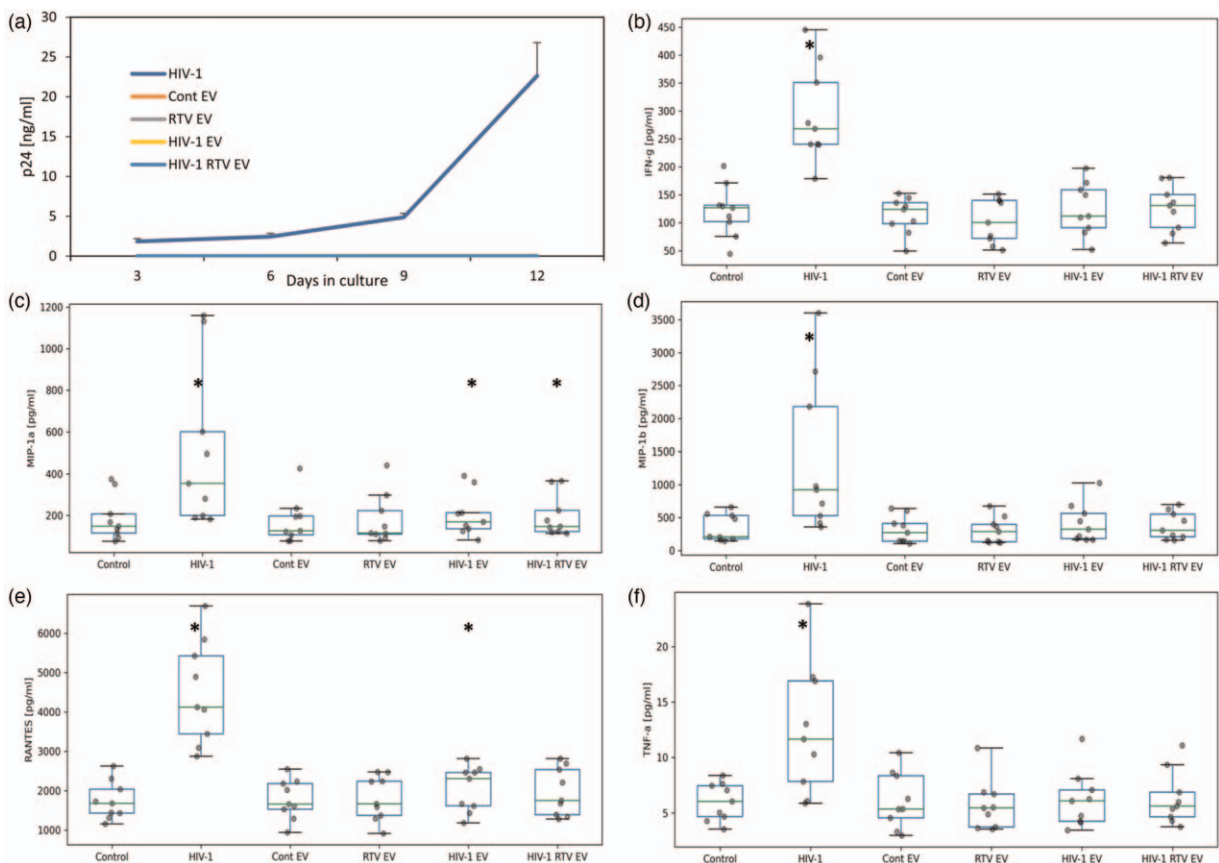 (a)
30
25
20
15
10
5
0
p24 [ng/ml]
HIV-1
Cont EV
RTV EV
HIV-1 EV
HIV-1 RTV EV
3 6 9 12
Days in culture
(b)
450
400
350
300
250
200
150
100
50
IFN-g [pg/ml]
*
Control HIV-1 Cont EV RTV EV HIV-1 EV HIV-1 RTV EV
(c)
1200
1000
800
600
400
200
MIP-1a [pg/ml]
* * *
Control HIV-1 Cont EV RTV EV HIV-1 EV HIV-1 RTV EV
(d)
3500
3000
2500
2000
1500
1000
500
0
MIP-1b [pg/ml]
*
Control HIV-1 Cont EV RTV EV HIV-1 EV HIV-1 RTV EV
(e)
6000
5000
4000
3000
2000
1000
RANTES [pg/ml]
* *
Control HIV-1 Cont EV RTV EV HIV-1 EV HIV-1 RTV EV
(f)
20
15
10
5
TNF-a [pg/ml]
*
Control HIV-1 Cont EV RTV EV HIV-1 EV HIV-1 RTV EV